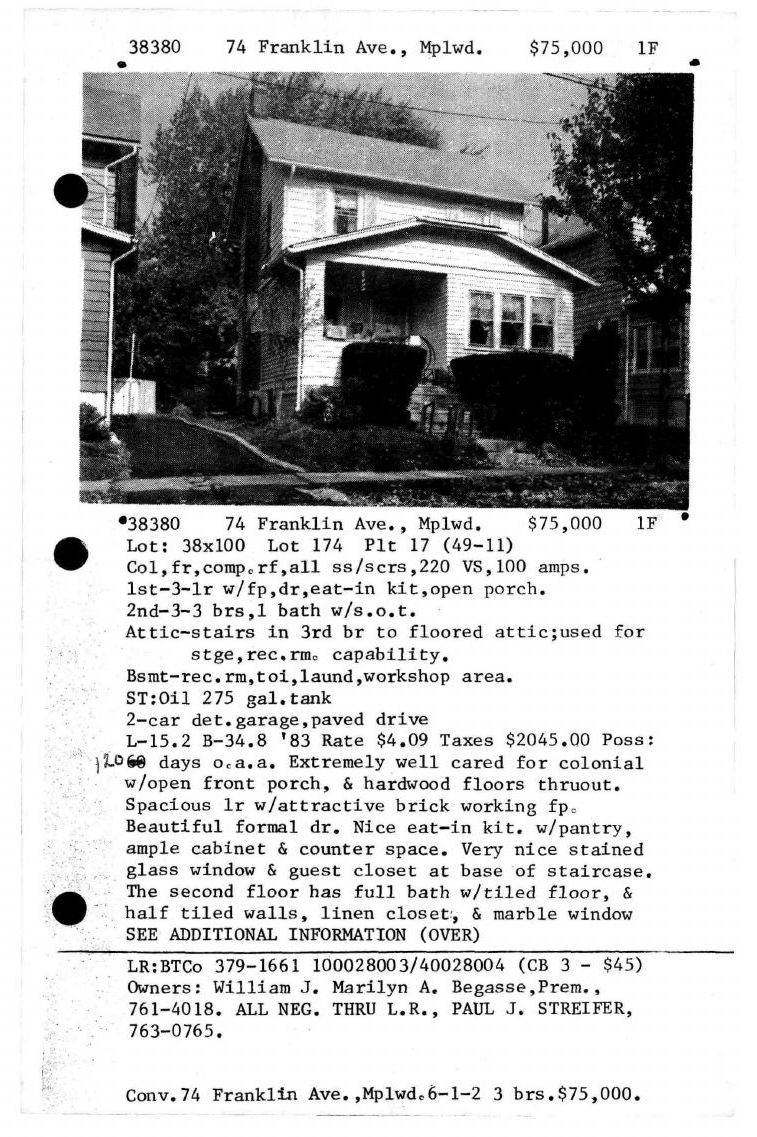 38380 74 Franklin Ave., Mplwd. $75,000 1F
38380 74 Franklin Ave., Mplwd. $75,000 1F
Lot: 38x100 Lot 174 Plt 17 (49-11)
Col,fr,comp.rf,all ss/scrs,220 VS,100 amps.
1st-3-lr w/fp,dr,eat-in kit,open porch.
2nd-3-3 brs,1 bath w/s.o.t.
Attic-stairs in 3rd br to floored attic;used for
stge,rec.rm. capability.
Bsmt-rec.rm,toi,laund,workshop area.
ST:Oil 275 gal.tank
2-car det.garage,paved drive
L-15.2 B-34.8 '83 Rate $4.09 Taxes $2045.00 Poss:
120 days o.a.a. Extremely well cared for colonial
w/open front porch, & hardwood floors thruout.
Spacious lr w/attractive brick working fp.
Beautiful formal dr. Nice eat-in kit. w/pantry,
ample cabinet & counter space. Very nice stained
glass window & guest closet at base of staircase.
The second floor has full bath w/tiled floor, &
half tiled walls, linen closet, & marble window
SEE ADDITIONAL INFORMATION (OVER)
LR:BTCo 379-1661 100028003/40028004 (CB 3 - $45)
Owners: William J. Marilyn A. Begasse,Prem.,
761-4018. ALL NEG. THRU L.R., PAUL J. STREIFER,
763-0765.
Conv.74 Franklin Ave.,Mplwd.6-1-2 3 brs.$75,000.